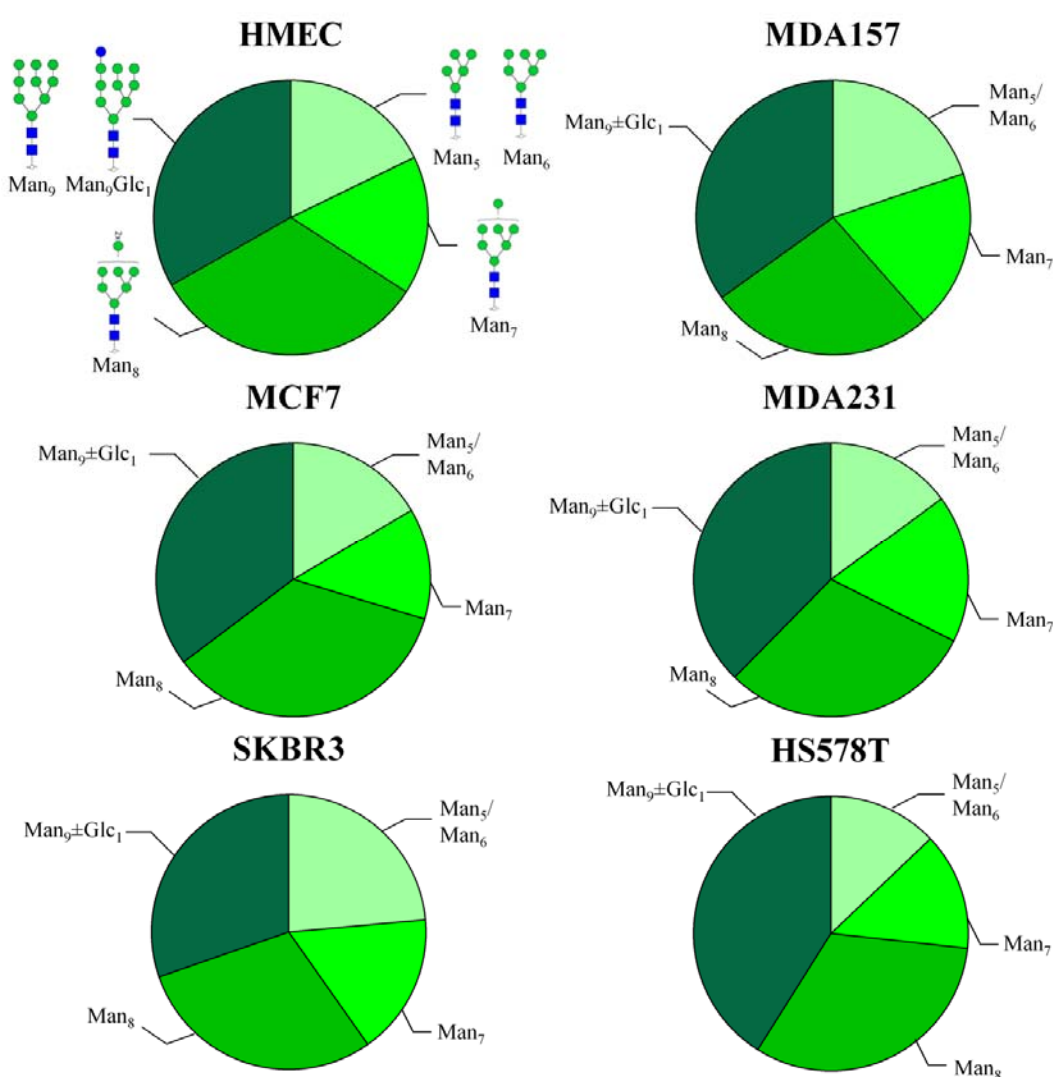 HMEC
Man₉
Man₉Glc₁
Man₅
Man₆
2x
Man₈
Man₇
MDA157
Man₉±Glc₁
Man₅/
Man₆
Man₇
Man₈
MCF7
Man₉±Glc₁
Man₅/
Man₆
Man₇
Man₈
MDA231
Man₉±Glc₁
Man₅/
Man₆
Man₇
Man₈
SKBR3
Man₉±Glc₁
Man₅/
Man₆
Man₈
Man₇
HS578T
Man₉±Glc₁
Man₅/
Man₆
Man₇
Man₈